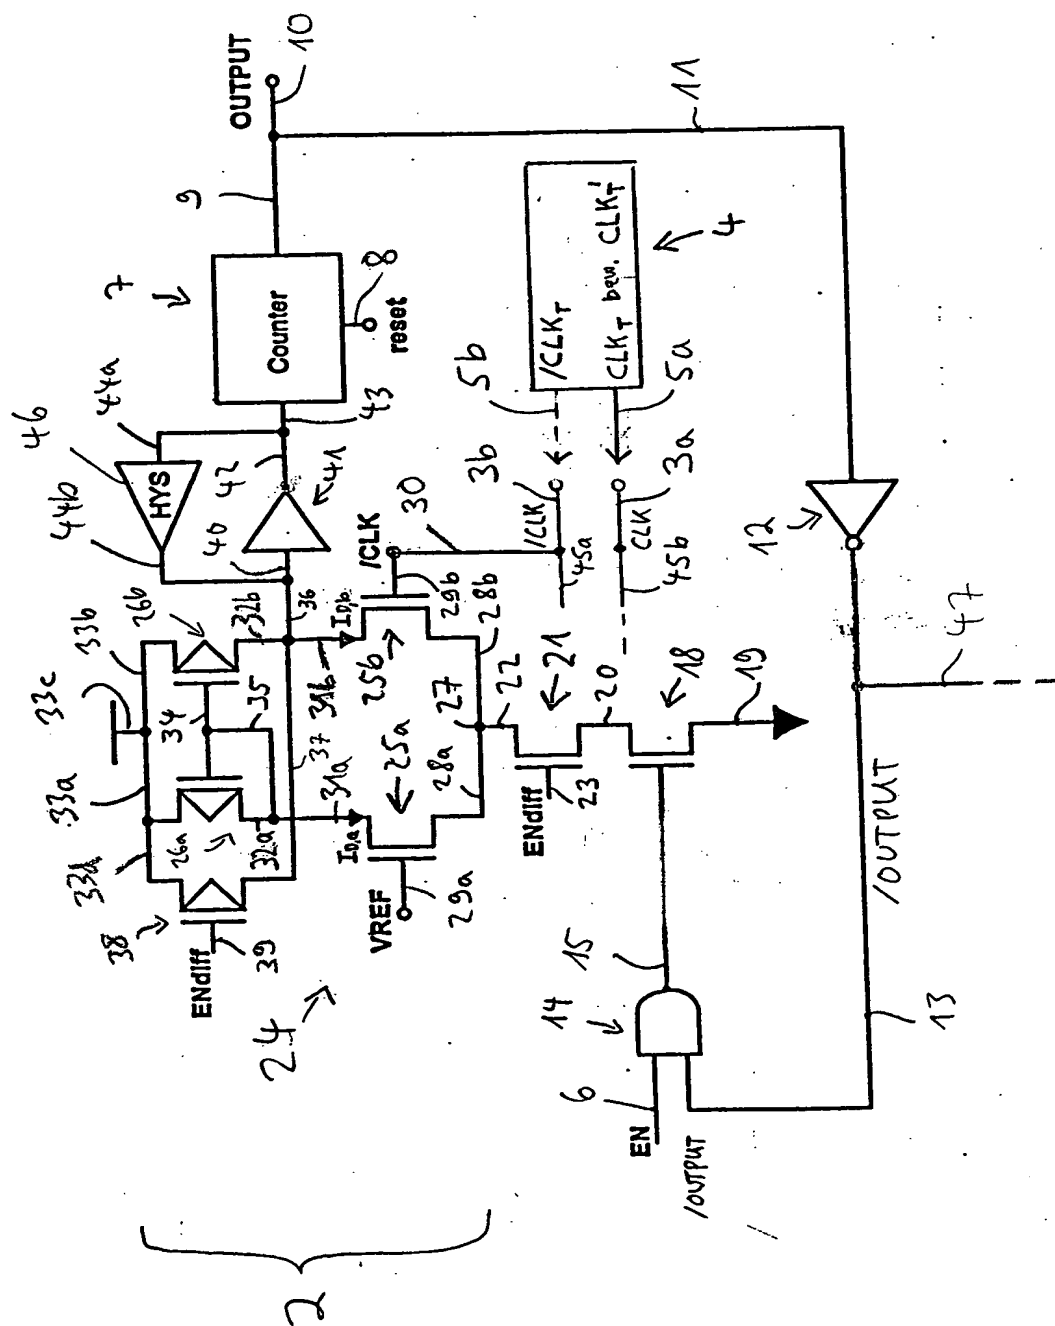 OUTPUT
10
9
7
Counter
8
reset
11
46
44a
44b
HYS
42
43
41
40
36
33c
33b
26b
32b
33a
34
35
37
26a
32a
33d
38
ENdiff
39
24
31b
I_D,b
31a
I_D,a
VREF
29a
25a
25b
/CLK
29b
30
28b
28a
27
22
21
ENdiff
23
20
18
19
/CLK
3b
45a
CLK
3a
45b
5b
5a
/CLK_T
CLK_T bzw. CLK_T'
4
12
47
/OUTPUT
13
15
14
6
EN
/OUTPUT
2